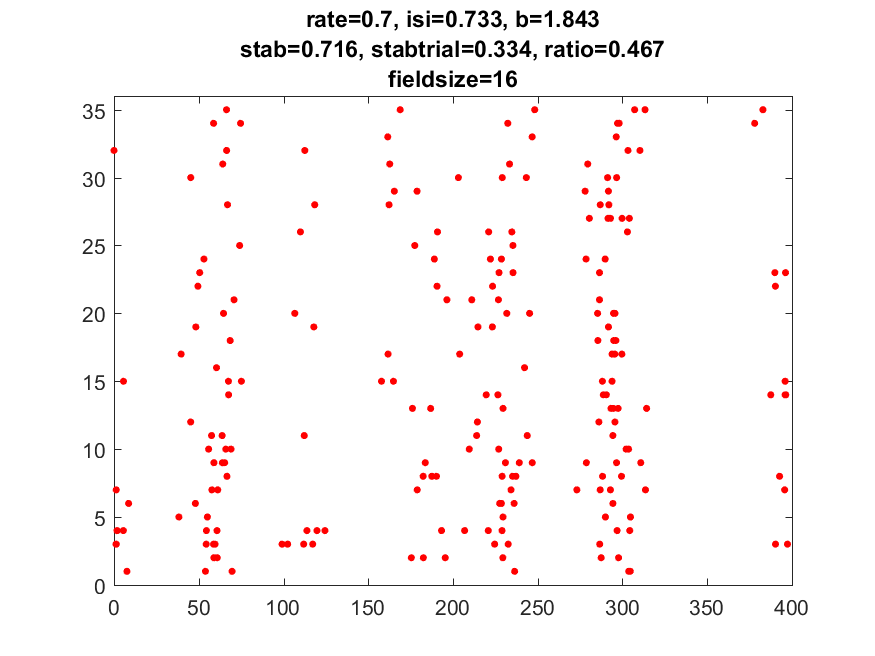 rate=0.7, isi=0.733, b=1.843
stab=0.716, stabtrial=0.334, ratio=0.467
fieldsize=16
35
30
25
20
15
10
5
0
0 50 100 150 200 250 300 350 400